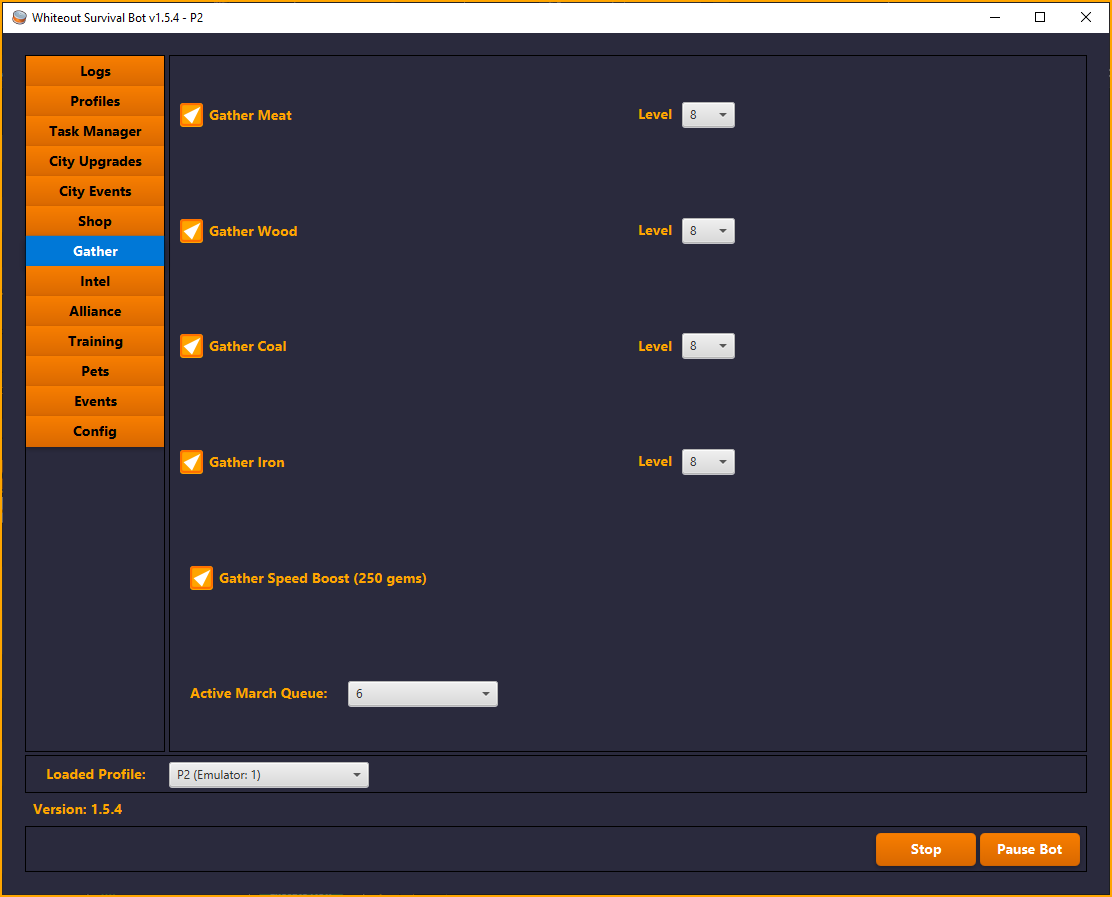 Whiteout Survival Bot v1.5.4 - P2
Logs
Profiles
Task Manager
City Upgrades
City Events
Shop
Gather
Intel
Alliance
Training
Pets
Events
Config
Gather Meat Level 8
Gather Wood Level 8
Gather Coal Level 8
Gather Iron Level 8
Gather Speed Boost (250 gems)
Active March Queue: 6
Loaded Profile: P2 (Emulator: 1)
Version: 1.5.4
Stop Pause Bot